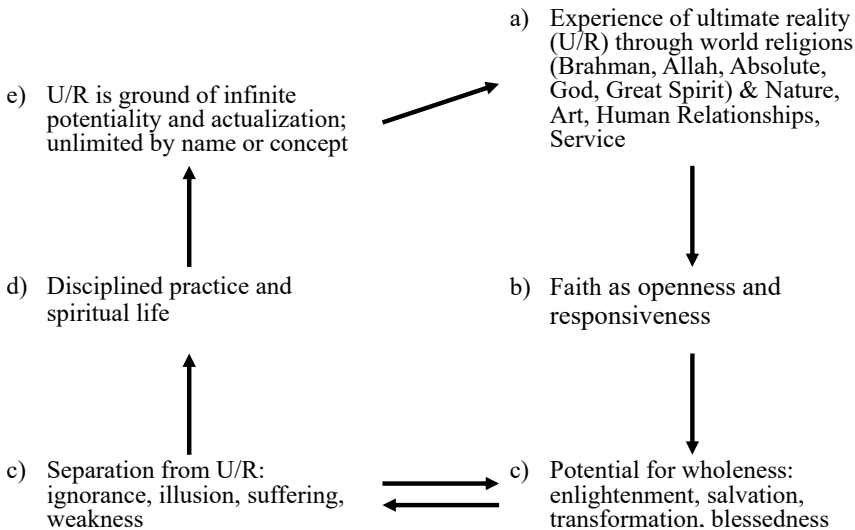 a) Experience of ultimate reality
(U/R) through world religions
(Brahman, Allah, Absolute,
God, Great Spirit) & Nature,
Art, Human Relationships,
Service
e) U/R is ground of infinite
potentiality and actualization;
unlimited by name or concept
d) Disciplined practice and
spiritual life
b) Faith as openness and
responsiveness
c) Separation from U/R:
ignorance, illusion, suffering,
weakness
c) Potential for wholeness:
enlightenment, salvation,
transformation, blessedness